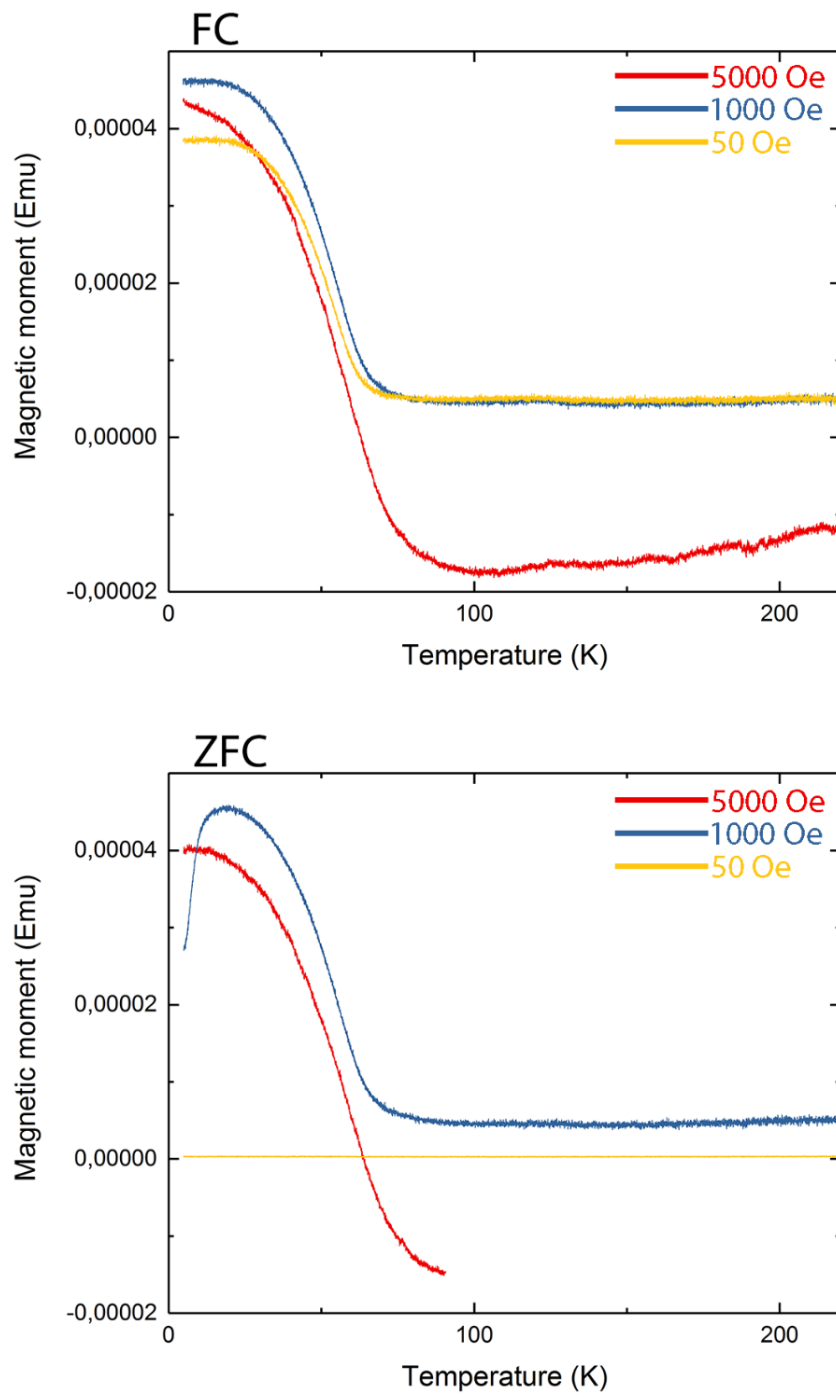 FC
5000 Oe
1000 Oe
50 Oe
0,00004
0,00002
0,00000
-0,00002
Magnetic moment (Emu)
0
100
200
Temperature (K)
ZFC
5000 Oe
1000 Oe
50 Oe
0,00004
0,00002
0,00000
-0,00002
Magnetic moment (Emu)
0
100
200
Temperature (K)